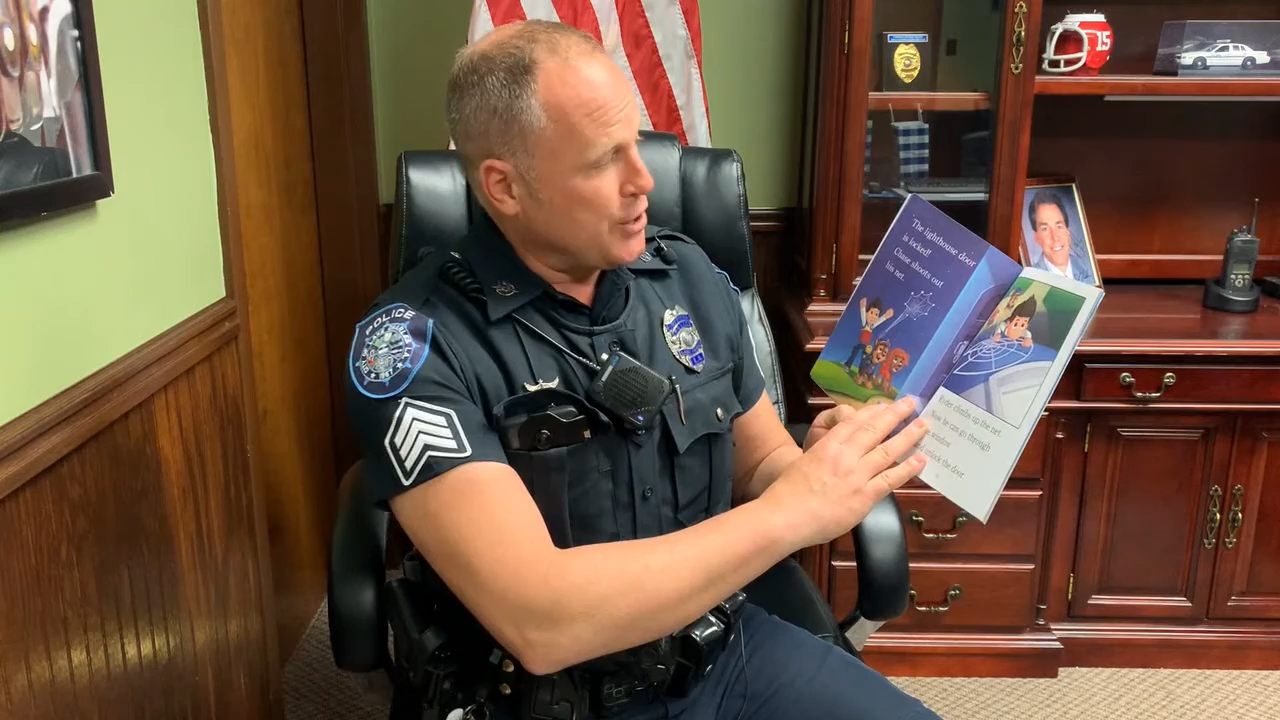 POLICE
15
The lighthouse door
is locked!
Chase shoots out
his net.
Ryder climbs up the net.
Now he can go through
window
unlock the door.